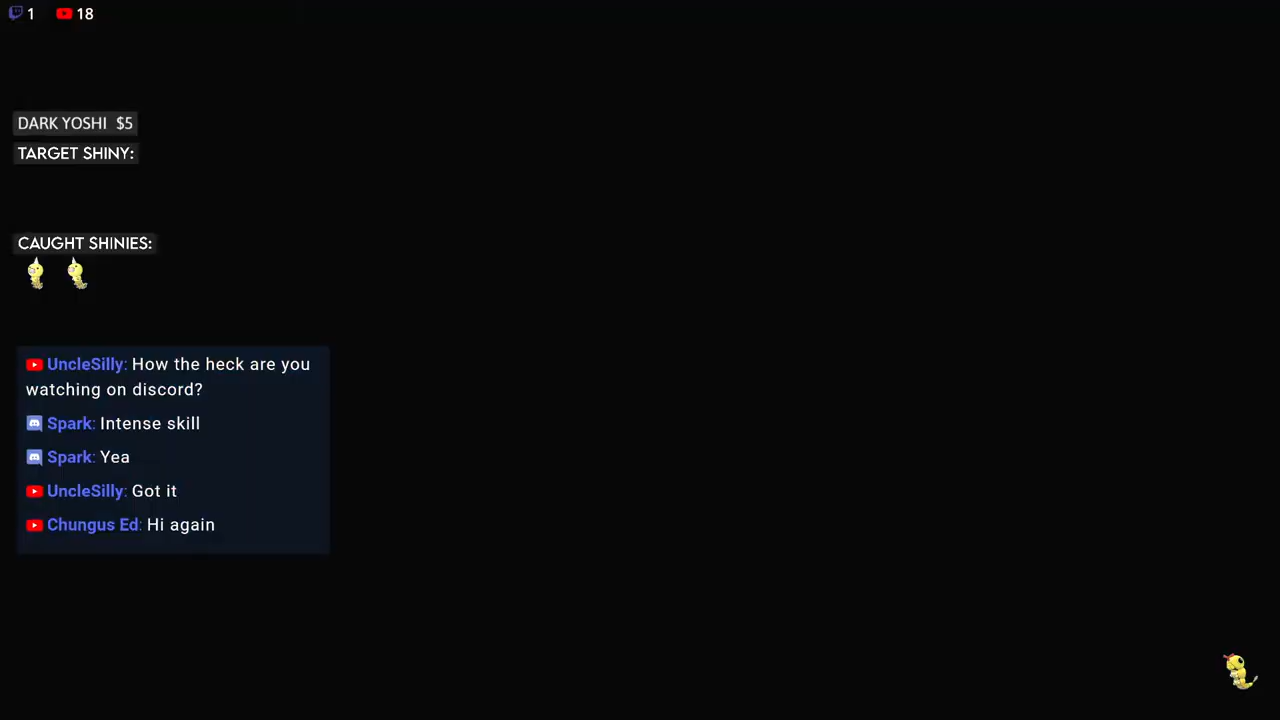 1 18
DARK YOSHI $5
TARGET SHINY:
CAUGHT SHINIES:
UncleSilly: How the heck are you
watching on discord?
Spark: Intense skill
Spark: Yea
UncleSilly: Got it
Chungus Ed: Hi again